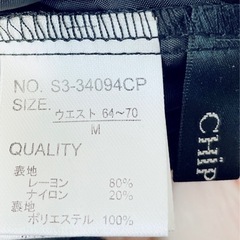 NO. S3-34094CP
SIZE.
ウエスト 64~70
M
QUALITY
表地
レーヨン 80%
ナイロン 20%
裏地
ポリエステル 100%
CHIP